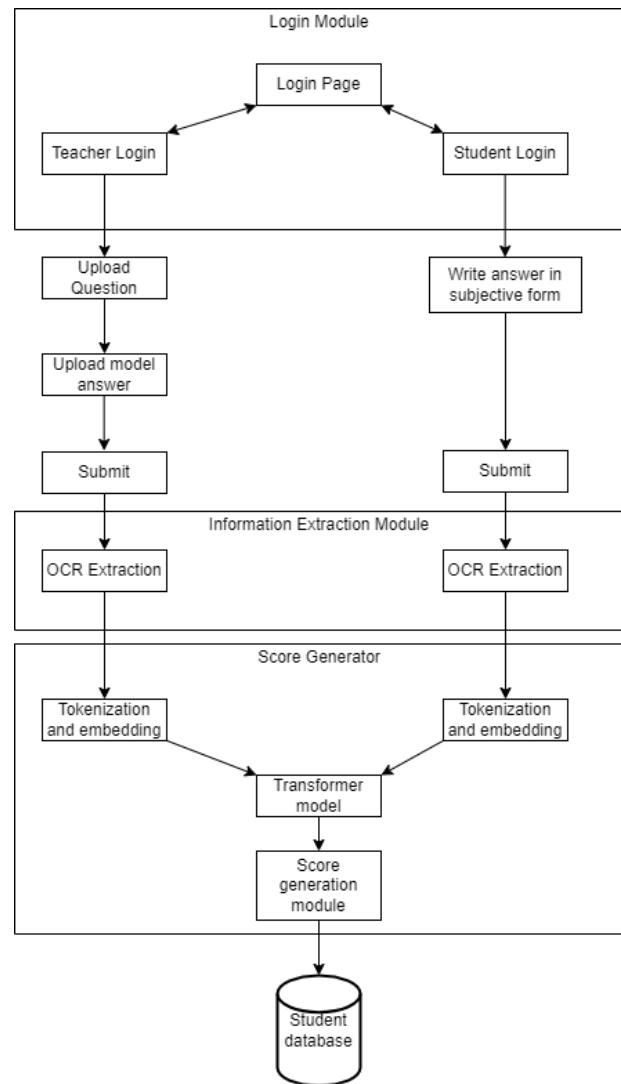 Login Module
Login Page
Teacher Login
Student Login
Upload
Question
Write answer in
subjective form
Upload model
answer
Submit
Submit
Information Extraction Module
OCR Extraction
OCR Extraction
Score Generator
Tokenization
and embedding
Tokenization
and embedding
Transformer
model
Score
generation
module
Student
database